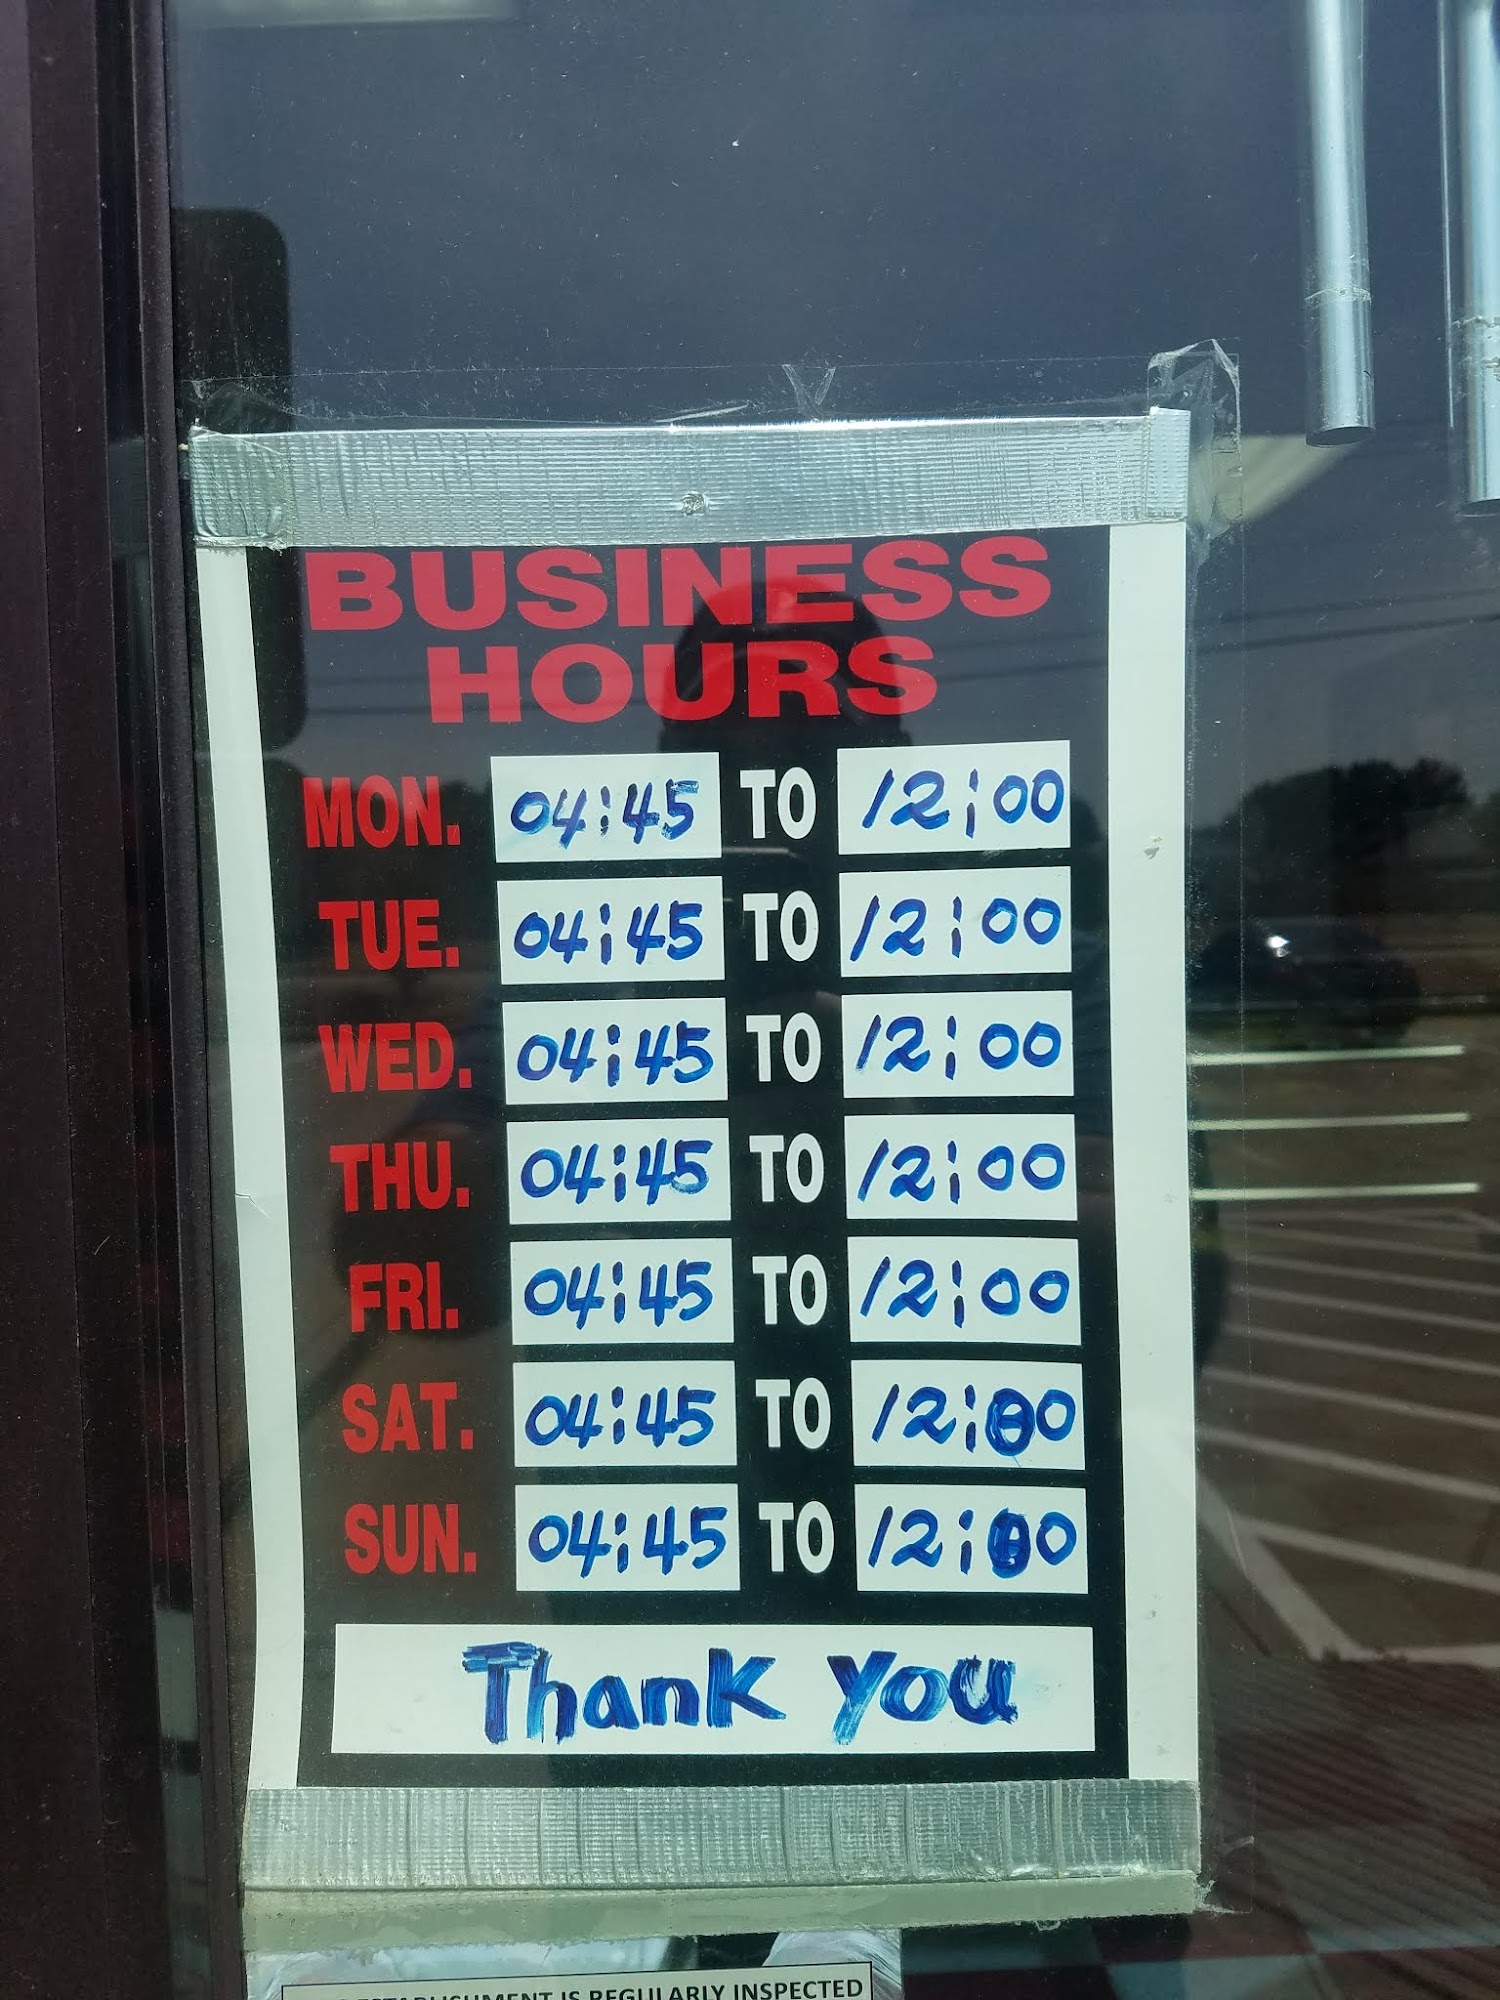 BUSINESS
HOURS
MON. 04:45 TO 12:00
TUE. 04:45 TO 12:00
WED. 04:45 TO 12:00
THU. 04:45 TO 12:00
FRI. 04:45 TO 12:00
SAT. 04:45 TO 12:00
SUN. 04:45 TO 12:00
Thank you
ESTABLISHMENT IS REGULARLY INSPECTED